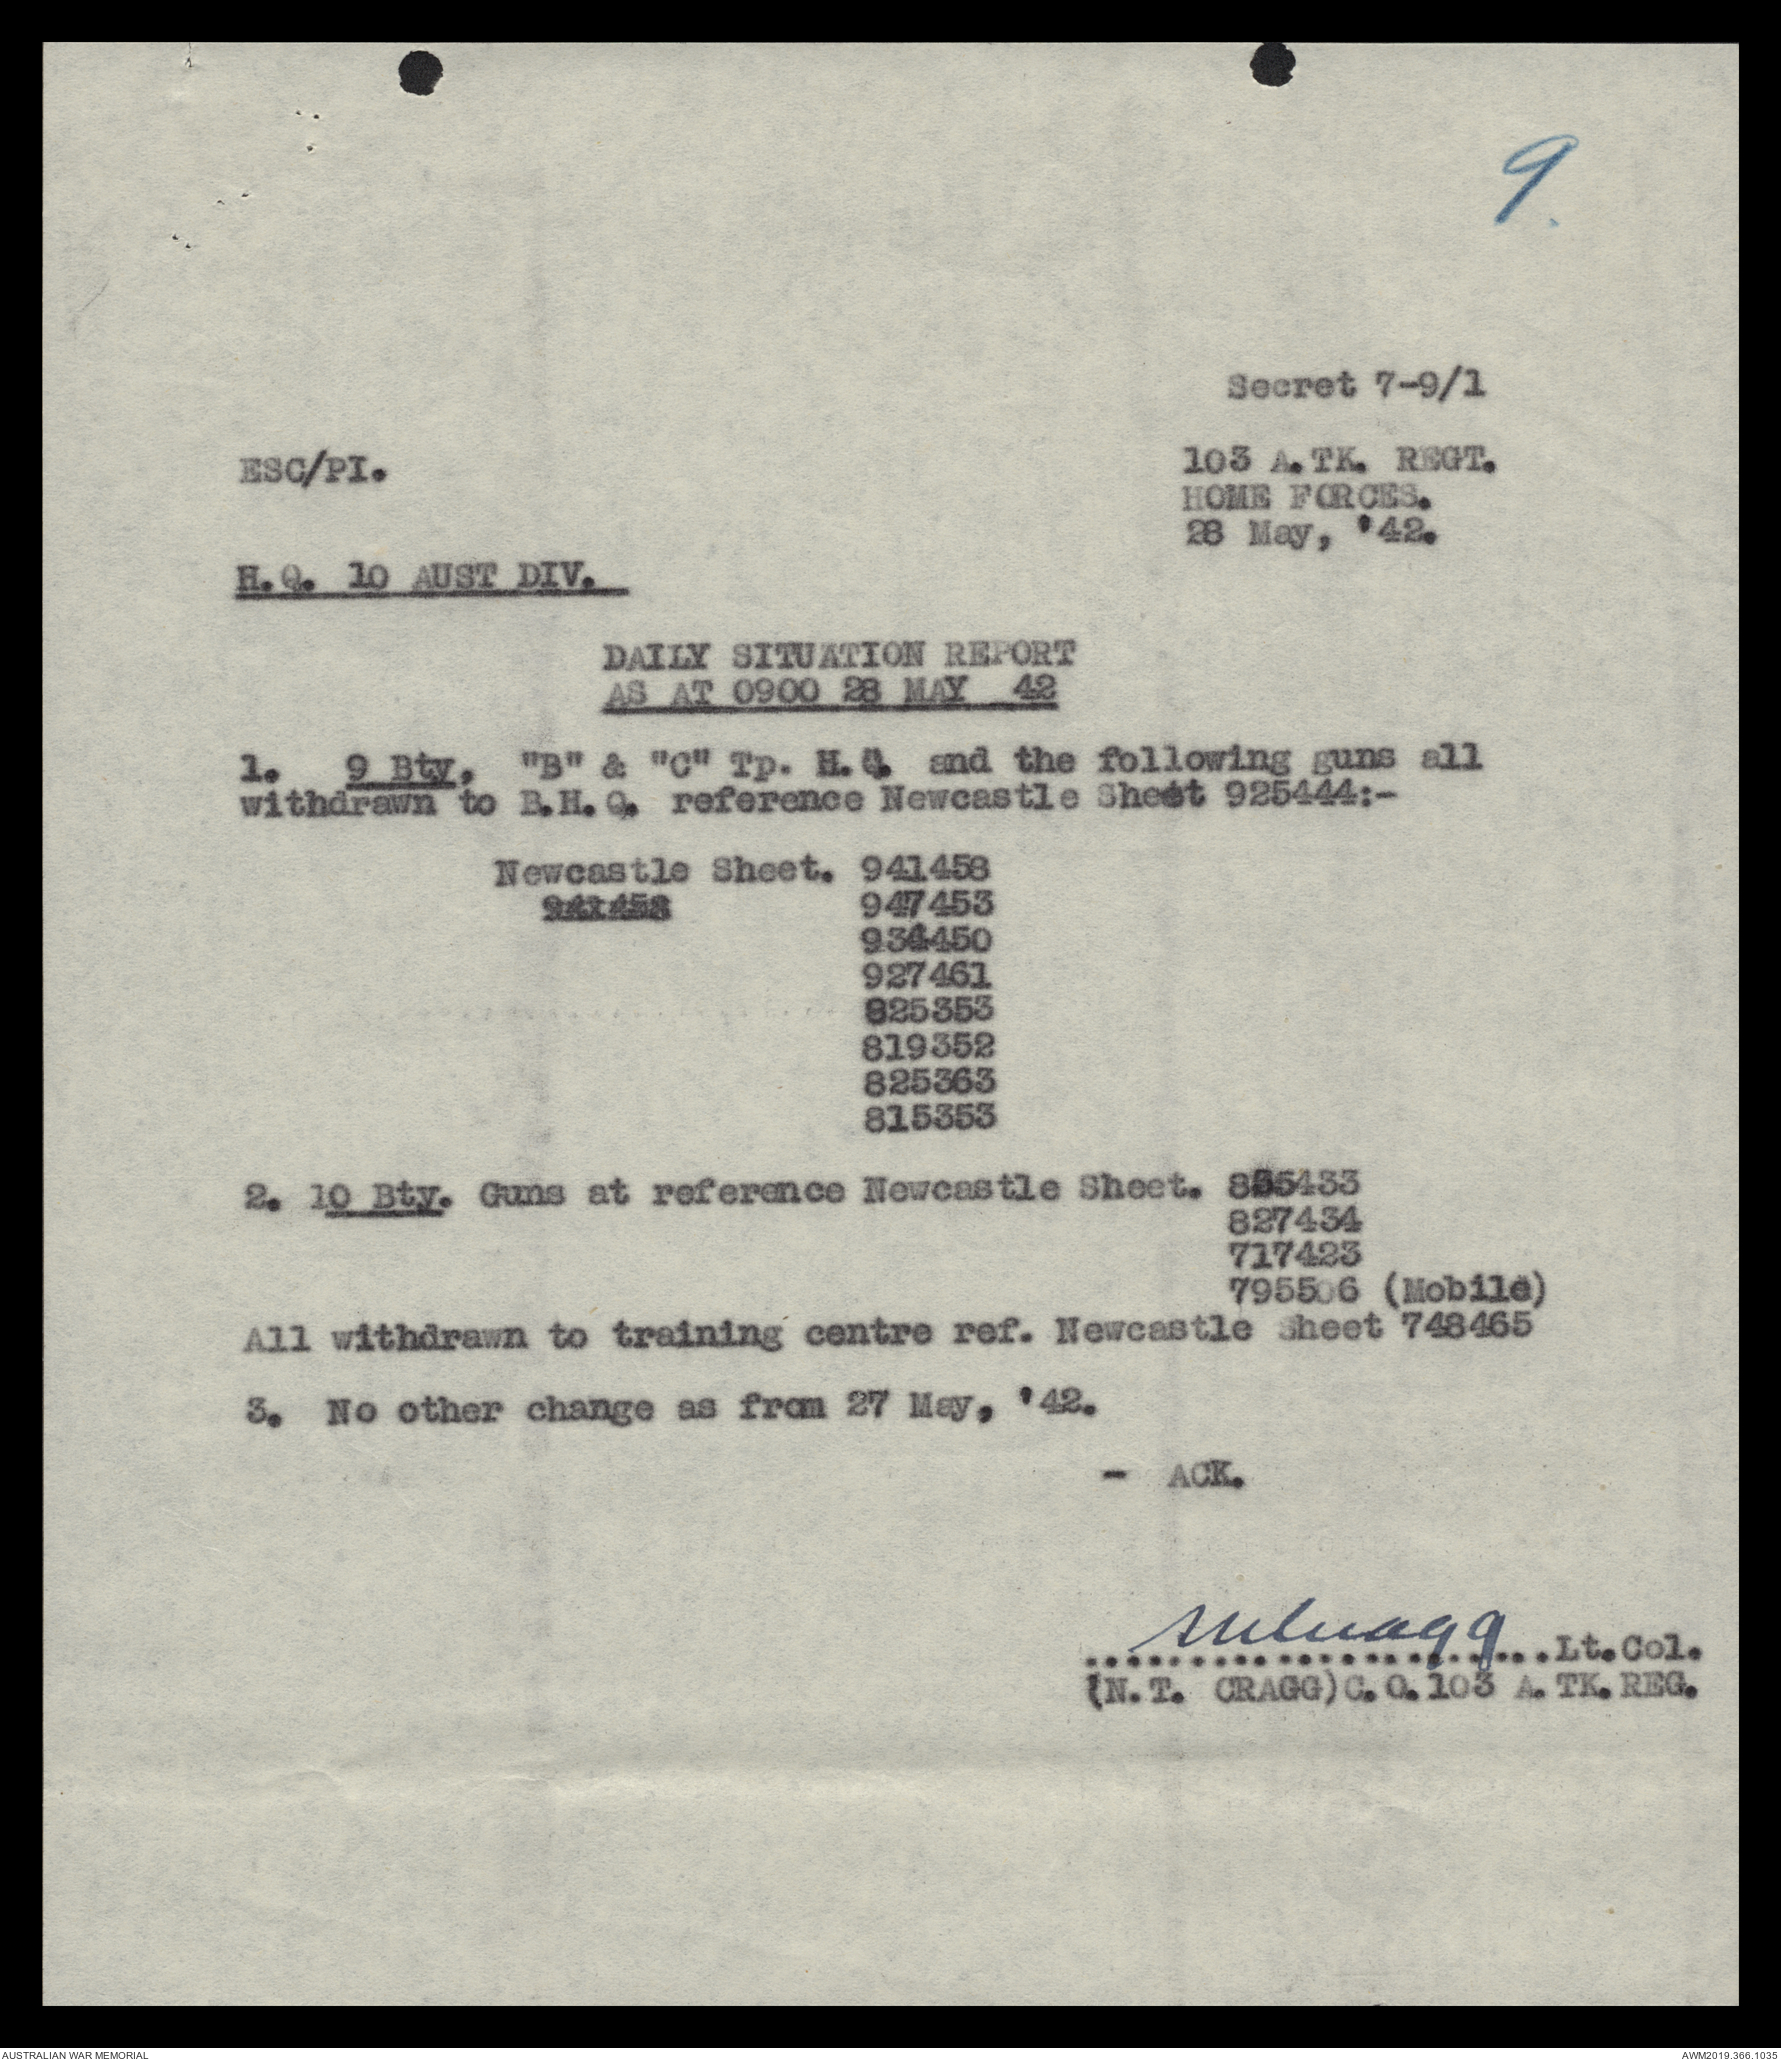 9.
Secret 7-9/1
ESC/PI.
103 A.TK. REGT.
HOME FORCES.
28 May, '42.
H.Q. 10 AUST DIV.
DAILY SITUATION REPORT
AS AT 0900 28 MAY 42
1. 9 Bty, "B" & "C" Tp. H.Q. and the following guns all
withdrawn to B.H.Q. reference Newcastle Sheet 925444:-
Newcastle Sheet. 941458
941458 947453
934450
927461
825353
819352
825363
815353
2. 10 Bty. Guns at reference Newcastle Sheet.
827434
717423
795506 (Mobile)
All withdrawn to training centre ref. Newcastle Sheet 748465
3. No other change as from 27 May, '42.
- ACK.
....................... Lt.Col.
(N.T. CRAGG)C.O.103 A.TK.REG.
AUSTRALIAN WAR MEMORIAL
AWM2019.366.1035